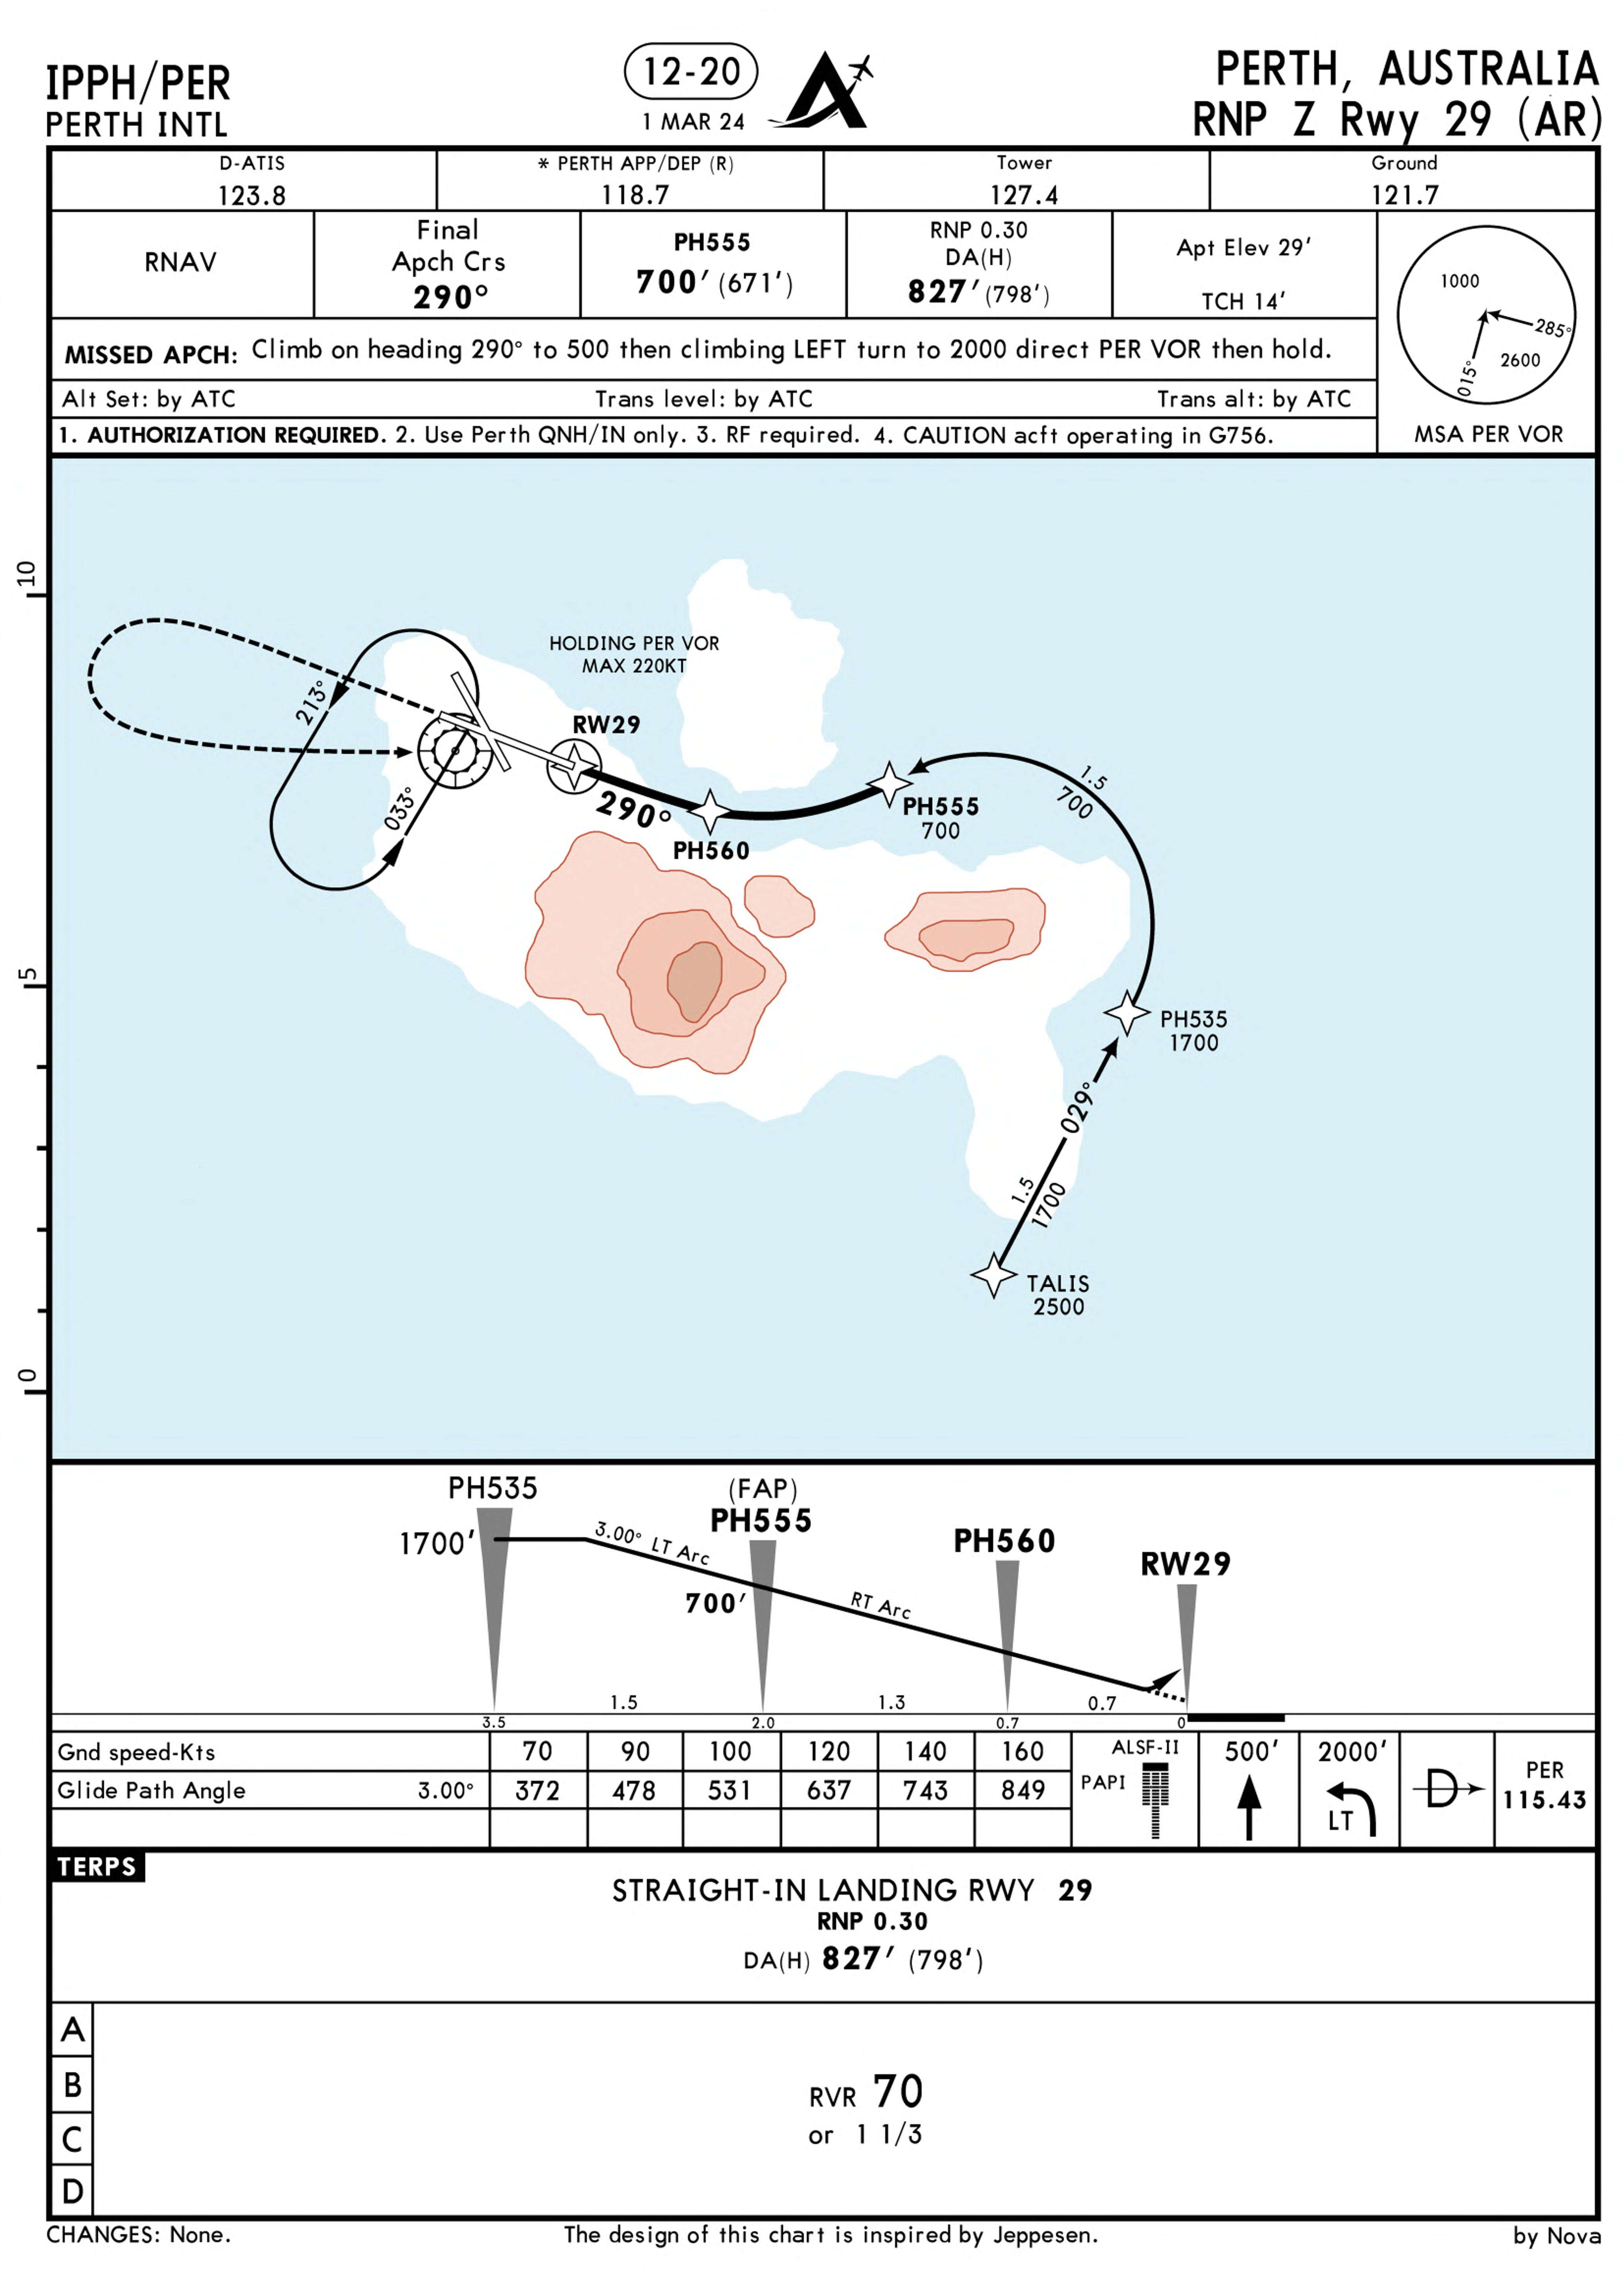 IPPH/PER
PERTH INTL
12-20
1 MAR 24
PERTH, AUSTRALIA
RNP Z Rwy 29 (AR)
D-ATIS
123.8
* PERTH APP/DEP (R)
118.7
Tower
127.4
Ground
121.7
RNAV
Final
Apch Crs
290°
PH555
700' (671')
RNP 0.30
DA(H)
827' (798')
Apt Elev 29'
TCH 14'
1000
285°
2600
015°
MSA PER VOR
MISSED APCH: Climb on heading 290° to 500 then climbing LEFT turn to 2000 direct PER VOR then hold.
Alt Set: by ATC
Trans level: by ATC
Trans alt: by ATC
1. AUTHORIZATION REQUIRED. 2. Use Perth QNH/IN only. 3. RF required. 4. CAUTION acft operating in G756.
10
5
0
HOLDING PER VOR
MAX 220KT
213°
033°
RW29
290°
PH560
PH555
700
1.5
700
PH535
1700
029°
1.5
1700
TALIS
2500
PH535
1700'
3.00° LT Arc
(FAP)
PH555
700'
RT Arc
PH560
RW29
1.5
1.3
0.7
3.5
2.0
0.7
0
Gnd speed-Kts
70
90
100
120
140
160
Glide Path Angle
3.00°
372
478
531
637
743
849
ALSF-II
PAPI
500'
2000'
LT
D
PER
115.43
TERPS
STRAIGHT-IN LANDING RWY 29
RNP 0.30
DA(H) 827' (798')
A
B
C
D
RVR 70
or 1 1/3
CHANGES: None.
The design of this chart is inspired by Jeppesen.
by Nova